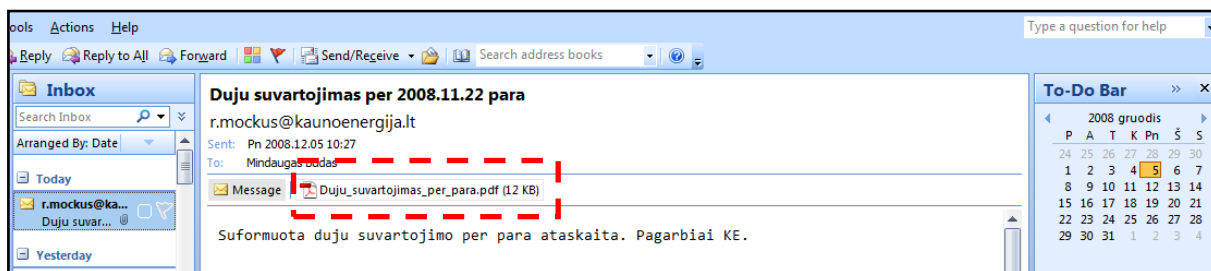 ools Actions Help
Type a question for help
Reply Reply to All Forward Send/Receive Search address books
Inbox
Search Inbox
Arranged By: Date
Today
r.mockus@ka...
Duju suvar...
Yesterday
Duju suvartojimas per 2008.11.22 para
r.mockus@kaunoenergija.lt
Sent: Pn 2008.12.05 10:27
To: Mindaugas Budas
Message Duju_suvartojimas_per_para.pdf (12 KB)
Suformuota duju suvartojimo per para ataskaita. Pagarbiai KE.
To-Do Bar
2008 gruodis
P A T K Pn Š S
24 25 26 27 28 29 30
1 2 3 4 5 6 7
8 9 10 11 12 13 14
15 16 17 18 19 20 21
22 23 24 25 26 27 28
29 30 31 1 2 3 4